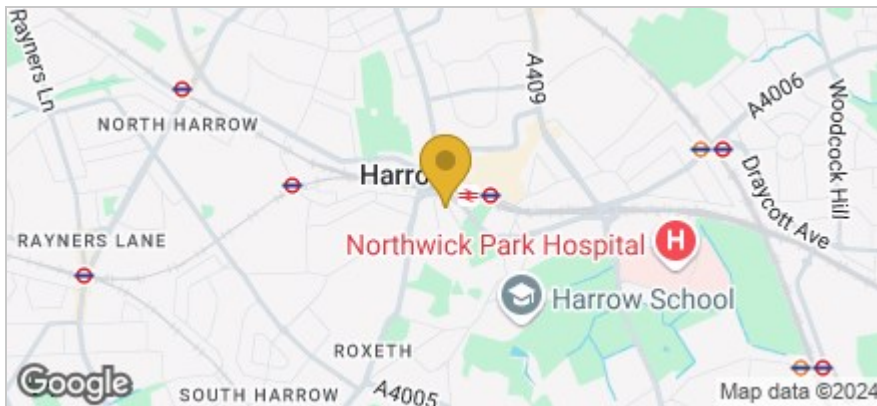 Rayners Ln
A409
A4006
Woodcock Hill
NORTH HARROW
Harro
Draycott Ave
RAYNERS LANE
Northwick Park Hospital
H
Harrow School
ROXETH
Google
SOUTH HARROW
A4005
Map data ©2024